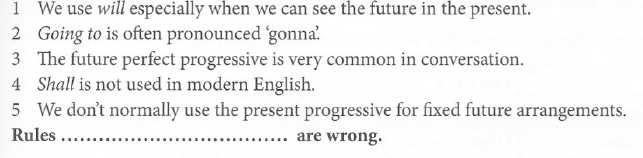 1 We use will especially when we can see the future in the present.
2 Going to is often pronounced ‘gonna’.
3 The future perfect progressive is very common in conversation.
4 Shall is not used in modern English.
5 We don’t normally use the present progressive for fixed future arrangements.
Rules .................................... are wrong.